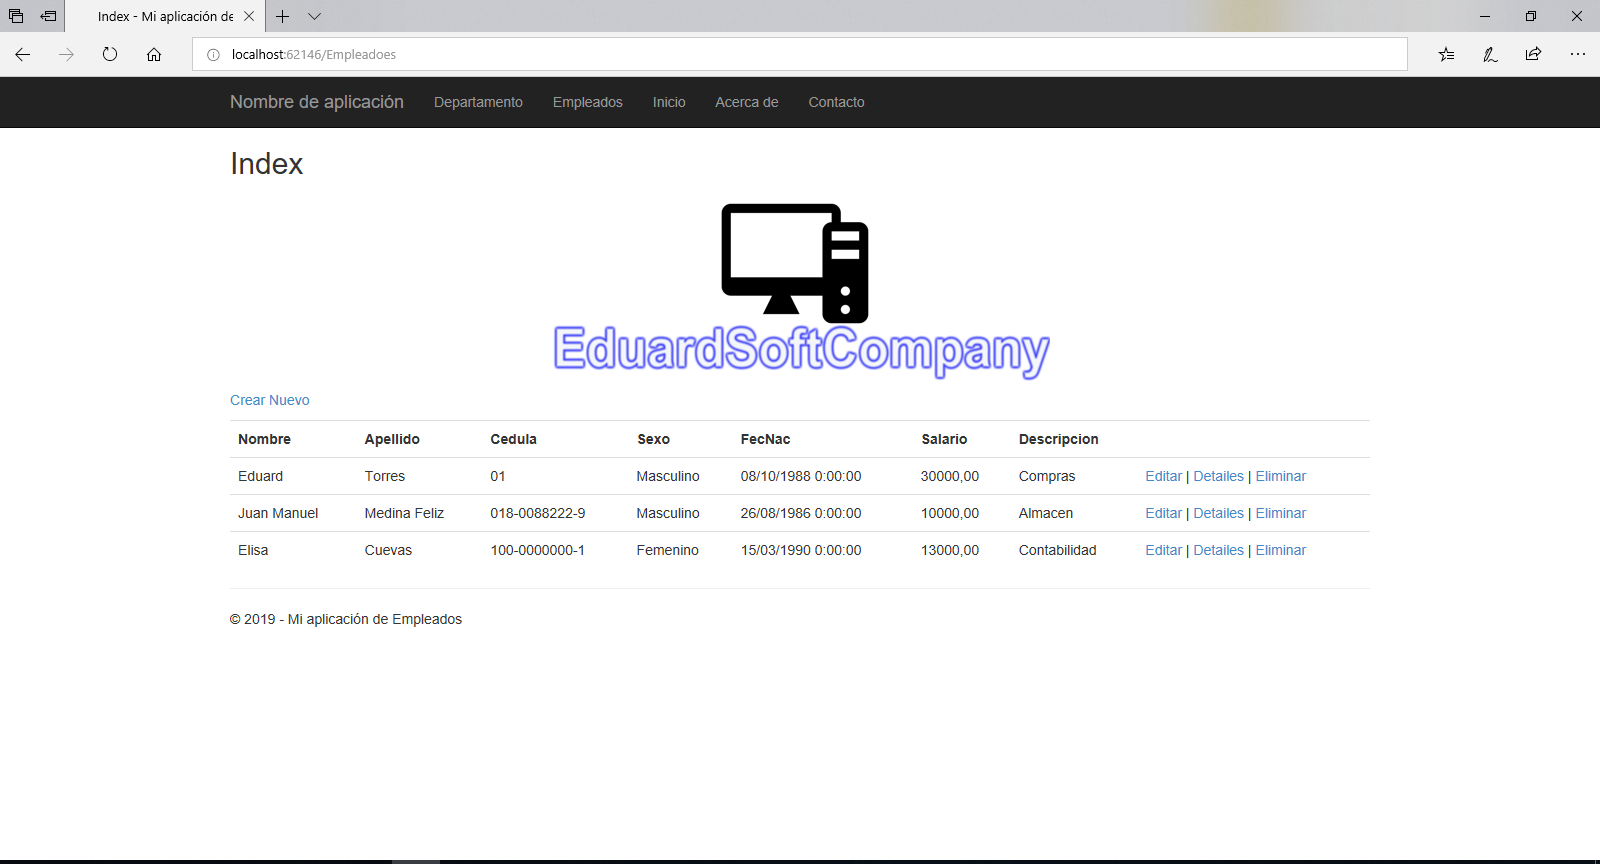 Index - Mi aplicación de
localhost:62146/Empleadoes
Nombre de aplicación Departamento Empleados Inicio Acerca de Contacto
Index
EduardSoftCompany
Crear Nuevo
Nombre Apellido Cedula Sexo FecNac Salario Descripcion
Eduard Torres 01 Masculino 08/10/1988 0:00:00 30000,00 Compras Editar | Detailes | Eliminar
Juan Manuel Medina Feliz 018-0088222-9 Masculino 26/08/1986 0:00:00 10000,00 Almacen Editar | Detailes | Eliminar
Elisa Cuevas 100-0000000-1 Femenino 15/03/1990 0:00:00 13000,00 Contabilidad Editar | Detailes | Eliminar
© 2019 - Mi aplicación de Empleados